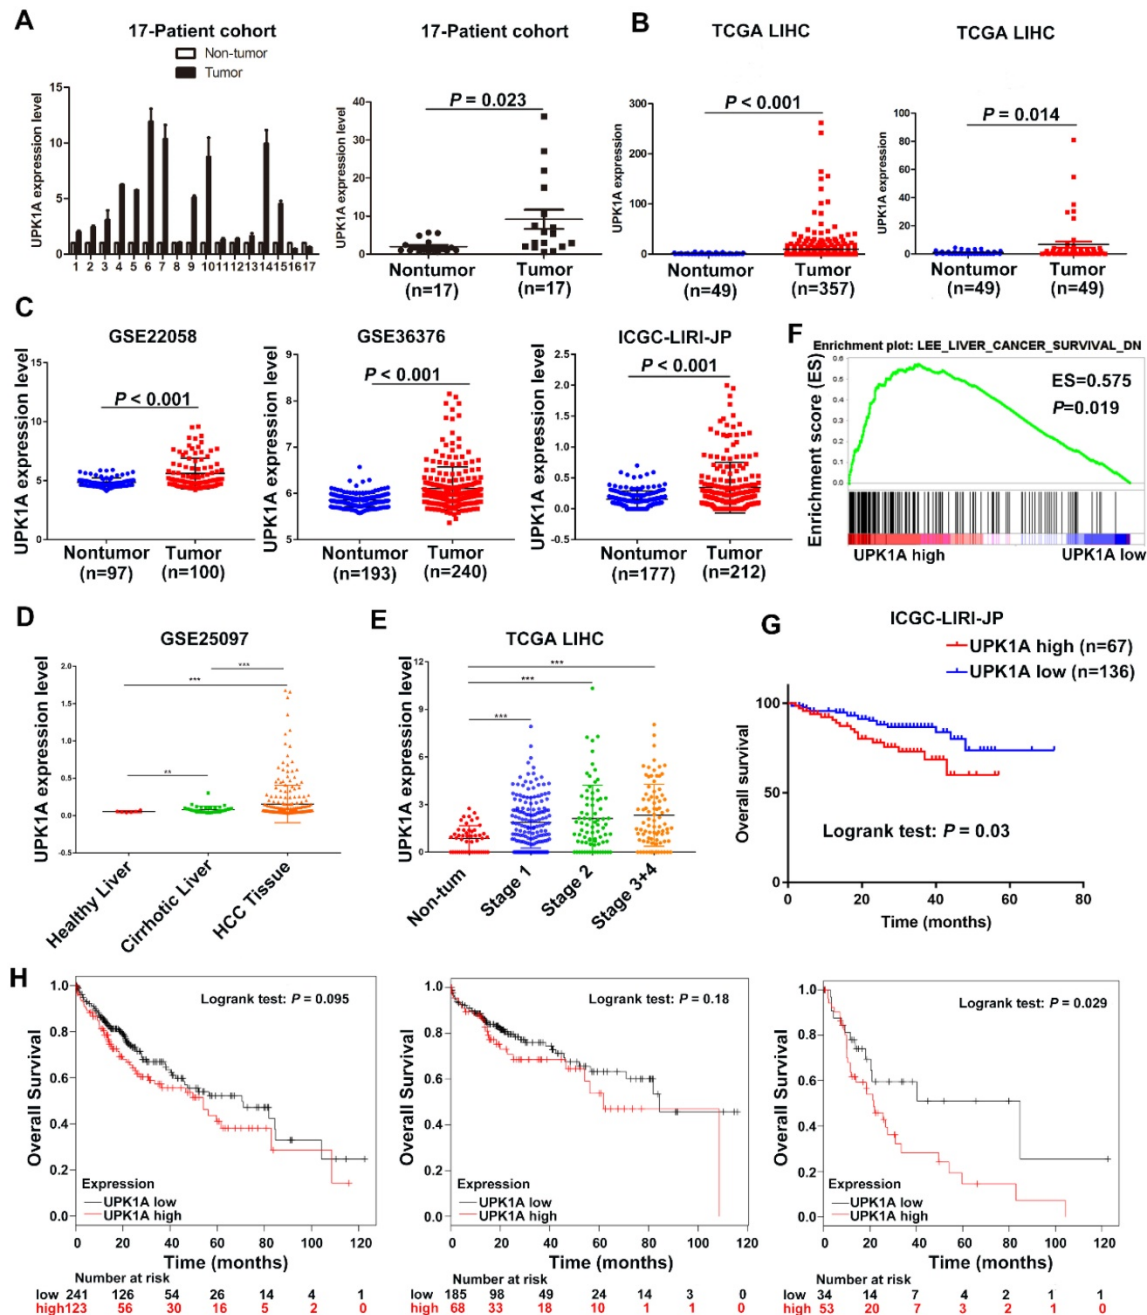 A
17-Patient cohort
Non-tumor
Tumor
UPK1A expression level
15
10
5
0
1 2 3 4 5 6 7 8 9 10 11 12 13 14 15 16 17
17-Patient cohort
P = 0.023
UPK1A expression level
40
35
30
25
20
15
10
5
0
Nontumor Tumor
(n=17) (n=17)
B
TCGA LIHC
P < 0.001
UPK1A expression
300
200
100
0
Nontumor Tumor
(n=49) (n=357)
TCGA LIHC
P = 0.014
UPK1A expression
100
80
60
40
20
0
Nontumor Tumor
(n=49) (n=49)
C
GSE22058
P < 0.001
UPK1A expression level
15
10
5
0
Nontumor Tumor
(n=97) (n=100)
GSE36376
P < 0.001
UPK1A expression level
9
8
7
6
5
Nontumor Tumor
(n=193) (n=240)
ICGC-LIRI-JP
P < 0.001
UPK1A expression level
2.5
2.0
1.5
1.0
0.5
0.0
-0.5
Nontumor Tumor
(n=177) (n=212)
F
Enrichment plot: LEE_LIVER_CANCER_SURVIVAL_DN
ES=0.575
P=0.019
Enrichment score (ES)
0.6
0.5
0.4
0.3
0.2
0.1
0.0
UPK1A high UPK1A low
D
GSE25097
***
***
**
UPK1A expression level
2.0
1.5
1.0
0.5
0.0
-0.5
Healthy Liver
Cirrhotic Liver
HCC Tissue
E
TCGA LIHC
***
***
***
UPK1A expression level
12
9
6
3
0
Non-tum
Stage 1
Stage 2
Stage 3+4
G
ICGC-LIRI-JP
UPK1A high (n=67)
UPK1A low (n=136)
Overall survival
100
50
0
Logrank test: P = 0.03
0 20 40 60 80
Time (months)
H
Logrank test: P = 0.095
Overall Survival
1.0
0.8
0.6
0.4
0.2
0.0
Expression
UPK1A low
UPK1A high
0 20 40 60 80 100 120
Time (months)
Number at risk
low 241 126 54 26 14 4 1
high 123 56 30 16 5 2 0
Logrank test: P = 0.18
Overall Survival
1.0
0.8
0.6
0.4
0.2
0.0
Expression
UPK1A low
UPK1A high
0 20 40 60 80 100 120
Time (months)
Number at risk
low 185 98 49 24 14 3 0
high 68 33 18 10 1 1 0
Logrank test: P = 0.029
Overall Survival
1.0
0.8
0.6
0.4
0.2
0.0
Expression
UPK1A low
UPK1A high
0 20 40 60 80 100 120
Time (months)
Number at risk
low 34 14 7 4 2 1 1
high 53 20 7 3 2 0 0